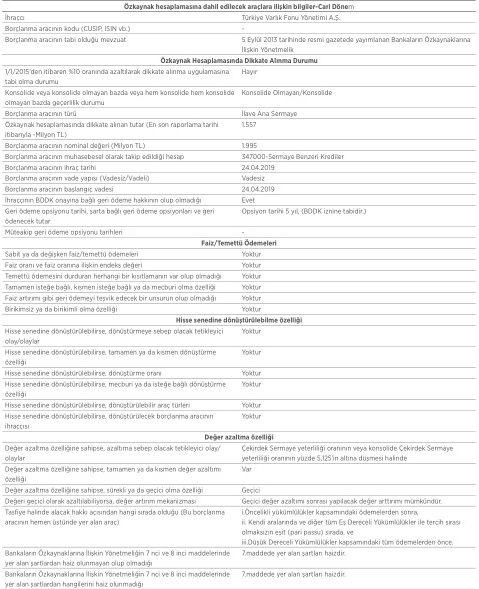 Özkaynak hesaplamasına dahil edilecek araçlara ilişkin bilgiler-Cari Dönem
İhraççı Türkiye Varlık Fonu Yönetimi A.Ş.
Borçlanma aracının kodu (CUSIP, ISIN vb.) -
Borçlanma aracının tabi olduğu mevzuat 5 Eylül 2013 tarihinde resmi gazetede yayımlanan Bankaların Özkaynaklarına
İlişkin Yönetmelik
Özkaynak Hesaplamasında Dikkate Alınma Durumu
1/1/2015'den itibaren %10 oranında azaltılarak dikkate alınma uygulamasına Hayır
tabi olma durumu
Konsolide veya konsolide olmayan bazda veya hem konsolide hem konsolide Konsolide Olmayan/Konsolide
olmayan bazda geçerlilik durumu
Borçlanma aracının türü İlave Ana Sermaye
Özkaynak hesaplamasında dikkate alınan tutar (En son raporlama tarihi 1.557
itibarıyla -Milyon TL)
Borçlanma aracının nominal değeri (Milyon TL) 1.995
Borçlanma aracının muhasebesel olarak takip edildiği hesap 347000-Sermaye Benzeri Krediler
Borçlanma aracının ihraç tarihi 24.04.2019
Borçlanma aracının vade yapısı (Vadesiz/Vadeli) Vadesiz
Borçlanma aracının başlangıç vadesi 24.04.2019
İhraççının BDDK onayına bağlı geri ödeme hakkının olup olmadığı Evet
Geri ödeme opsiyonu tarihi, şarta bağlı geri ödeme opsiyonları ve geri Opsiyon tarihi 5 yıl, (BDDK iznine tabidir.)
ödenecek tutar
Müteakip geri ödeme opsiyonu tarihleri -
Faiz/Temettü Ödemeleri
Sabit ya da değişken faiz/temettü ödemeleri Yoktur
Faiz oranı ve faiz oranına ilişkin endeks değeri Yoktur
Temettü ödemesini durduran herhangi bir kısıtlamanın var olup olmadığı Yoktur
Tamamen isteğe bağlı, kısmen isteğe bağlı ya da mecburi olma özelliği Yoktur
Faiz artırımı gibi geri ödemeyi teşvik edecek bir unsurun olup olmadığı Yoktur
Birikimsiz ya da birikimli olma özelliği Yoktur
Hisse senedine dönüştürülebilme özelliği
Hisse senedine dönüştürülebilirse, dönüştürmeye sebep olacak tetikleyici Yoktur
olay/olaylar
Hisse senedine dönüştürülebilirse, tamamen ya da kısmen dönüştürme Yoktur
özelliği
Hisse senedine dönüştürülebilirse, dönüştürme oranı Yoktur
Hisse senedine dönüştürülebilirse, mecburi ya da isteğe bağlı dönüştürme Yoktur
özelliği
Hisse senedine dönüştürülebilirse, dönüştürülebilir araç türleri Yoktur
Hisse senedine dönüştürülebilirse, dönüştürülecek borçlanma aracının Yoktur
ihraççısı
Değer azaltma özelliği
Değer azaltma özelliğine sahipse, azaltıma sebep olacak tetikleyici olay/ Çekirdek Sermaye yeterliliği oranının veya konsolide Çekirdek Sermaye
olaylar yeterliliği oranının yüzde 5,125'in altına düşmesi halinde
Değer azaltma özelliğine sahipse, tamamen ya da kısmen değer azaltımı Var
özelliği
Değer azaltma özelliğine sahipse, sürekli ya da geçici olma özelliği Geçici
Değeri geçici olarak azaltılabiliyorsa, değer artırım mekanizması Geçici değer azaltımı sonrası yapılacak değer arttırımı mümkündür.
Tasfiye halinde alacak hakkı açısından hangi sırada olduğu (Bu borçlanma i.Öncelikli yükümlülükler kapsamındaki ödemelerden sonra,
aracının hemen üstünde yer alan araç) ii. Kendi aralarında ve diğer tüm Eş Dereceli Yükümlülükler ile tercih sırası
olmaksızın eşit (pari passu) sırada, ve
iii.Düşük Dereceli Yükümlülükler kapsamındaki tüm ödemelerden önce.
Bankaların Özkaynaklarına İlişkin Yönetmeliğin 7 nci ve 8 inci maddelerinde 7.maddede yer alan şartları haizdir.
yer alan şartlardan haiz olunmayan olup olmadığı
Bankaların Özkaynaklarına İlişkin Yönetmeliğin 7 nci ve 8 inci maddelerinde 7.maddede yer alan şartları haizdir.
yer alan şartlardan hangilerini haiz olunmadığı